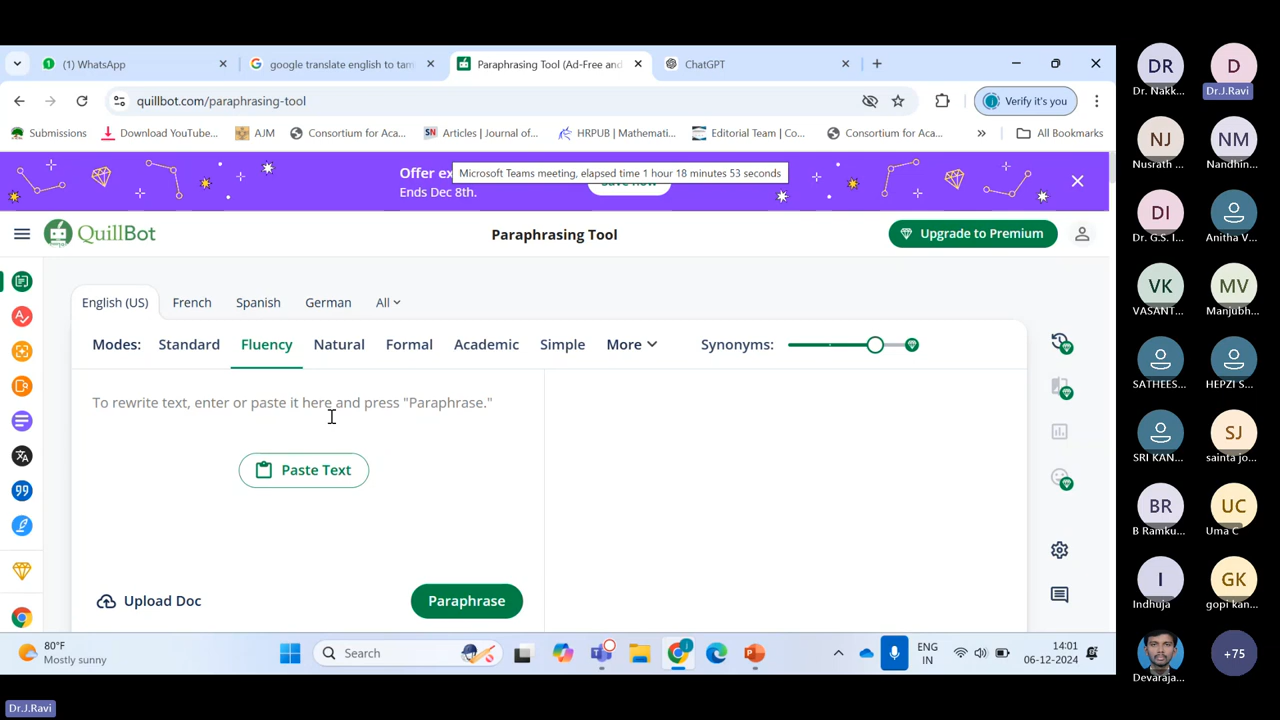 (1) WhatsApp
google translate english to tam
Paraphrasing Tool (Ad-Free and
ChatGPT
quillbot.com/paraphrasing-tool
Verify it's you
Submissions
Download YouTube...
AJM
Consortium for Aca...
Articles | Journal of...
HRPUB | Mathemati...
Editorial Team | Co...
Consortium for Aca...
All Bookmarks
Offer ex
Microsoft Teams meeting, elapsed time 1 hour 18 minutes 53 seconds
Ends Dec 8th.
QuillBot
Paraphrasing Tool
Upgrade to Premium
English (US)
French
Spanish
German
All
Modes:
Standard
Fluency
Natural
Formal
Academic
Simple
More
Synonyms:
To rewrite text, enter or paste it here and press "Paraphrase."
Paste Text
Upload Doc
Paraphrase
80°F
Mostly sunny
Search
ENG
IN
14:01
06-12-2024
DR
Dr. Nakk...
D
Dr.J.Ravi
NJ
Nusrath ...
NM
Nandhin...
DI
Dr. G.S. I...
Anitha V...
VK
VASANT...
MV
Manjubh...
SATHEES...
HEPZI S...
SRI KAN...
SJ
sainta jo...
BR
B Ramku...
UC
Uma C
I
Indhuja
GK
gopi kan...
Devaraja...
+75
Dr.J.Ravi